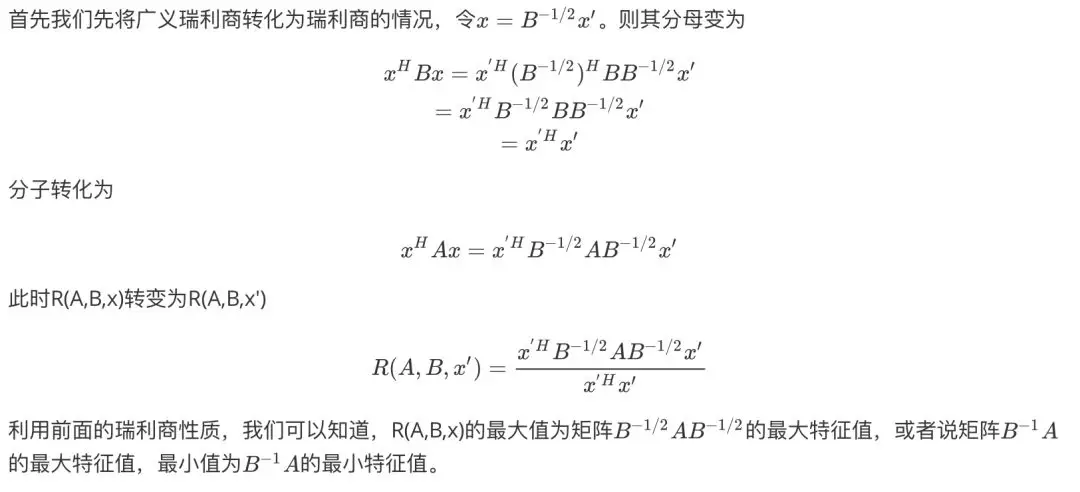 首先我们先将广义瑞利商转化为瑞利商的情况，令$x = B^{-1/2}x'$。则其分母变为
$x^H Bx = x'^H(B^{-1/2})^H BB^{-1/2}x'$
$= x'^H B^{-1/2}BB^{-1/2}x'$
$= x'^H x'$
分子转化为
$x^H Ax = x'^H B^{-1/2}AB^{-1/2}x'$
此时R(A,B,x)转变为R(A,B,x')
$R(A, B, x') = \frac{x'^H B^{-1/2}AB^{-1/2}x'}{x'^H x'}$
利用前面的瑞利商性质，我们可以知道，R(A,B,x)的最大值为矩阵$B^{-1/2}AB^{-1/2}$的最大特征值，或者说矩阵$B^{-1}A$
的最大特征值，最小值为$B^{-1}A$的最小特征值。